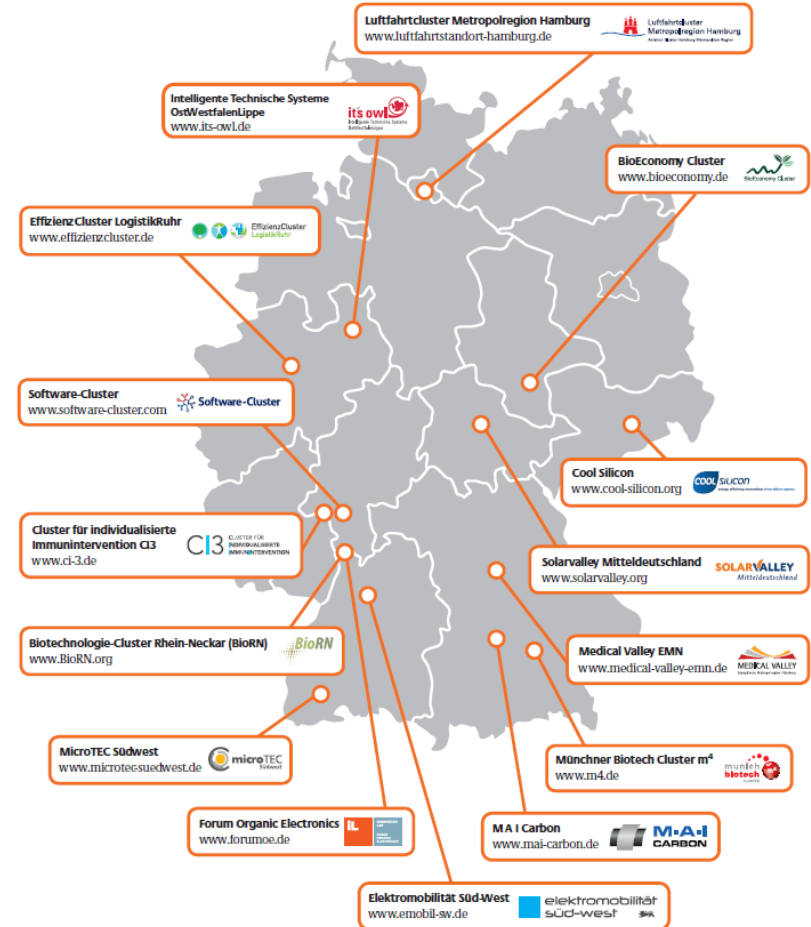 Luftfahrtcluster Metropolregion Hamburg
www.luftfahrtstandort-hamburg.de
Luftfahrtcluster
Metropolregion Hamburg
Intelligente Technische Systeme
OstWestfalenLippe
www.its-owl.de
it's owl
Intelligente Technische Systeme
OstWestfalenLippe
BioEconomy Cluster
www.bioeconomy.de
BioEconomy Cluster
EffizienzCluster LogistikRuhr
www.effizienzcluster.de
EffizienzCluster
LogistikRuhr
Software-Cluster
www.software-cluster.com
Software-Cluster
Cool Silicon
www.cool-silicon.org
COOL SILICON
Cluster für individualisierte
Immunintervention CI3
www.ci-3.de
CI3
CLUSTER FÜR
INDIVIDUALISIERTE
IMMUNINTERVENTION
Solarvalley Mitteldeutschland
www.solarvalley.org
SOLARVALLEY
Mitteldeutschland
Biotechnologie-Cluster Rhein-Neckar (BioRN)
www.BioRN.org
BioRN
Medical Valley EMN
www.medical-valley-emn.de
MEDICAL VALLEY
MicroTEC Südwest
www.microtec-suedwest.de
microTEC
Südwest
Münchner Biotech Cluster m⁴
www.m4.de
munich
biotech
CLUSTER
Forum Organic Electronics
www.forumoe.de
IL
M A I Carbon
www.mai-carbon.de
M·A·I
CARBON
Elektromobilität Süd-West
www.emobil-sw.de
elektromobilität
süd-west